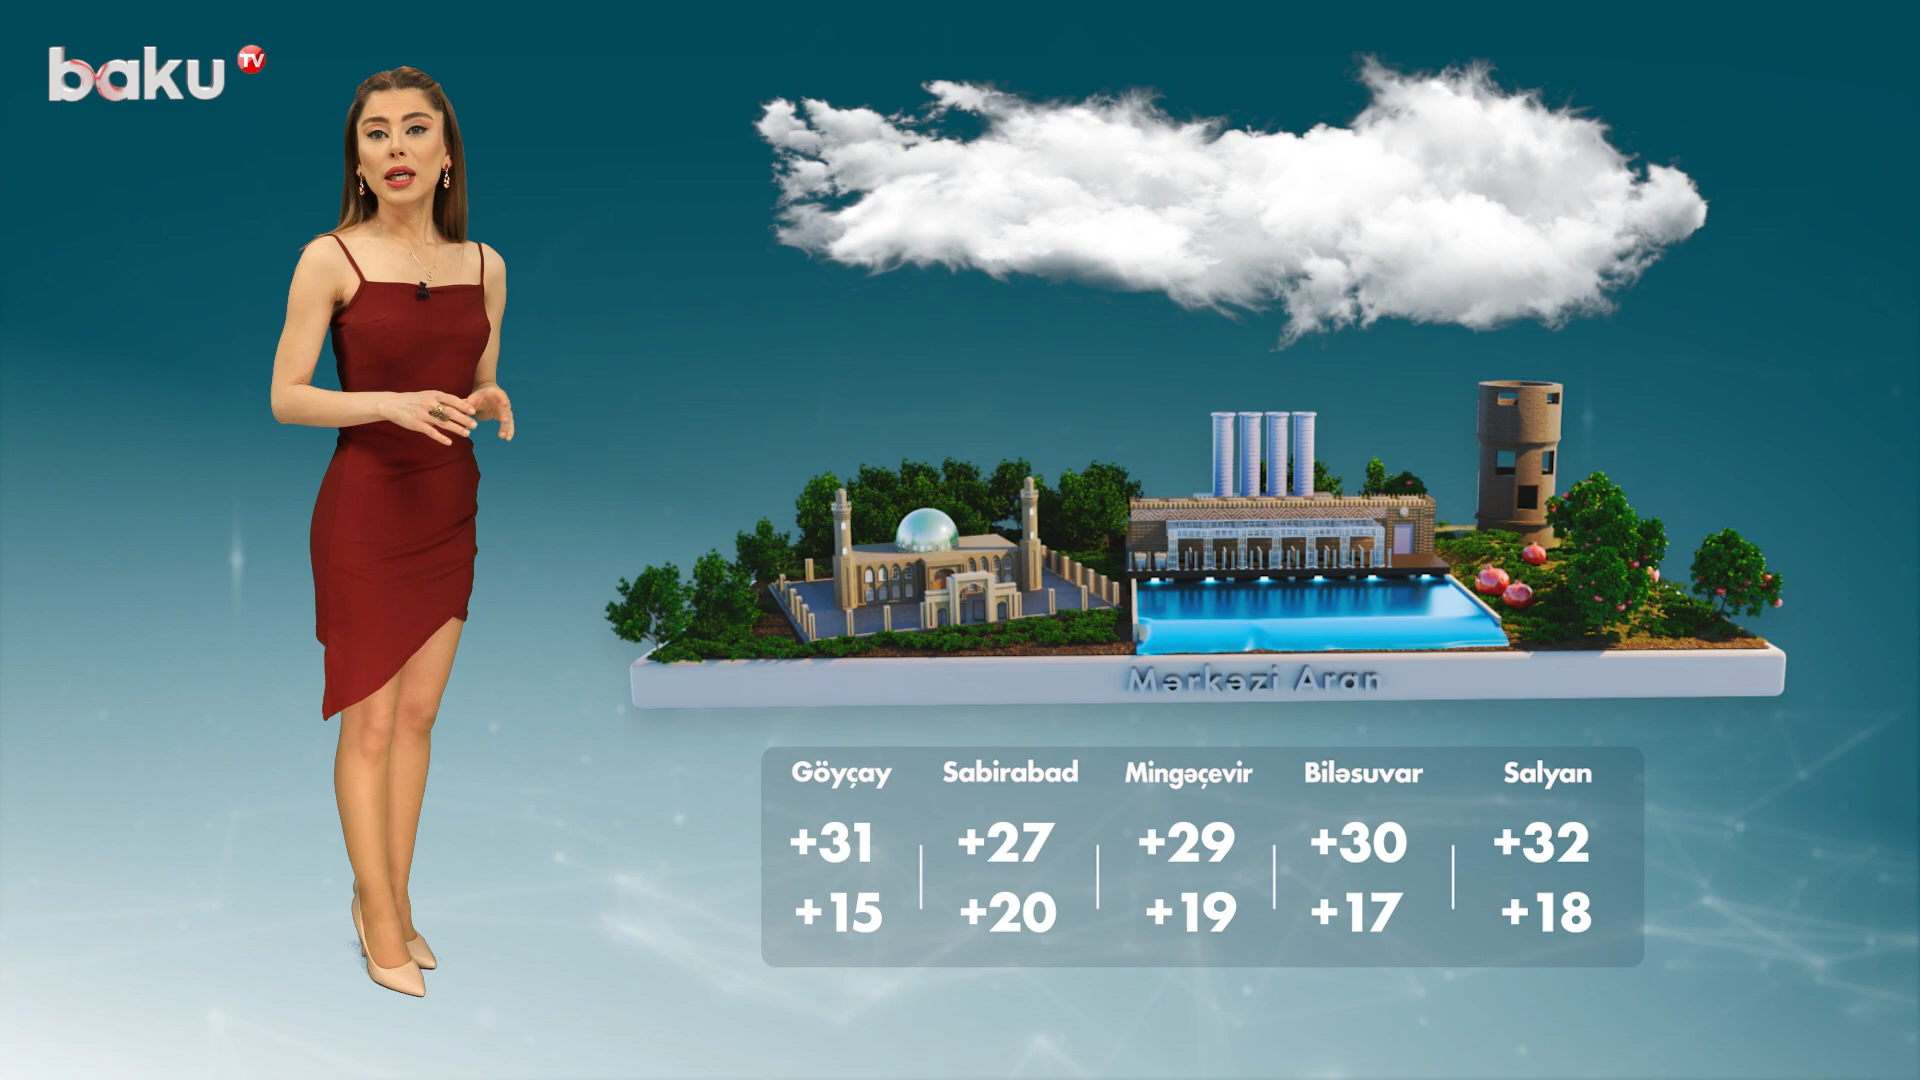 baku TV
Mərkəzi Aran
Göyçay Sabirabad Mingəçevir Biləsuvar Salyan
+31 +27 +29 +30 +32
+15 +20 +19 +17 +18